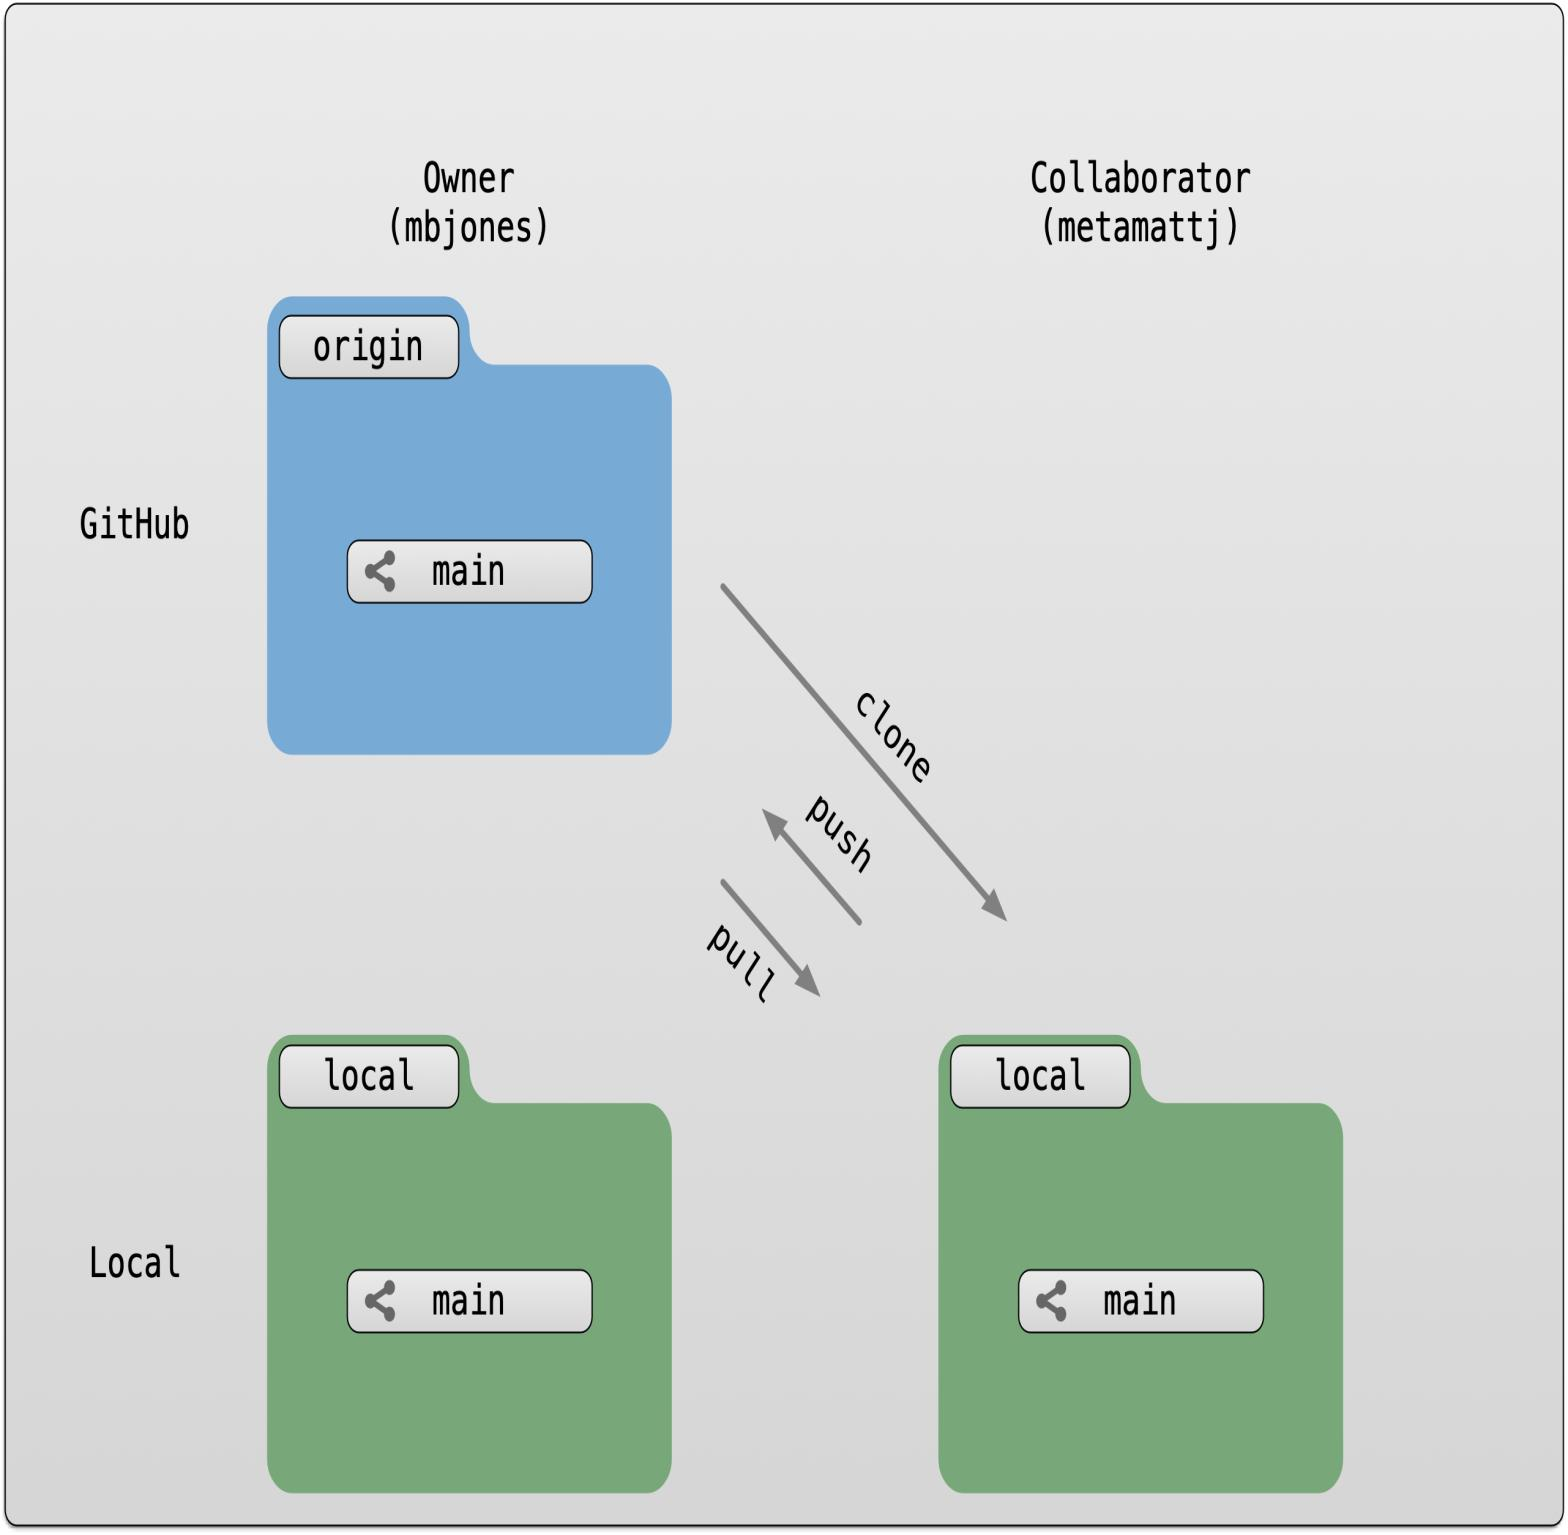 Owner
(mbjones)
Collaborator
(metamattj)
origin
GitHub
main
clone
push
pull
local
local
Local
main
main